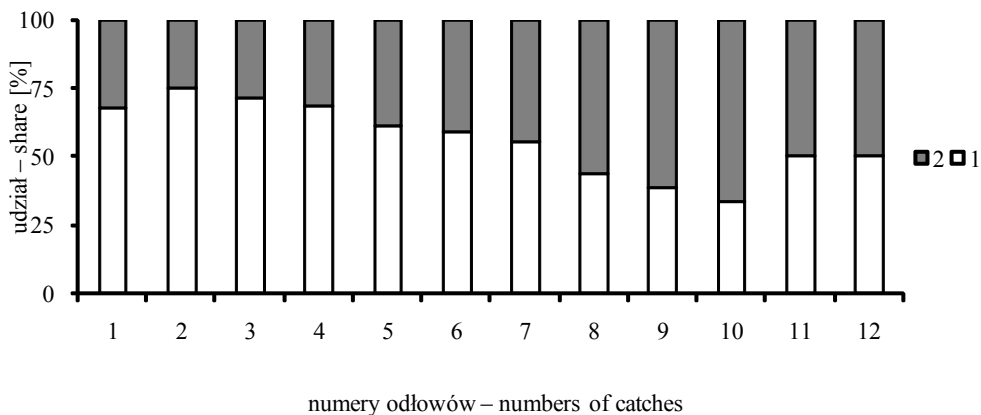 udział – share [%]
100
75
50
25
0
1 2 3 4 5 6 7 8 9 10 11 12
2 1
numery odłowów – numbers of catches